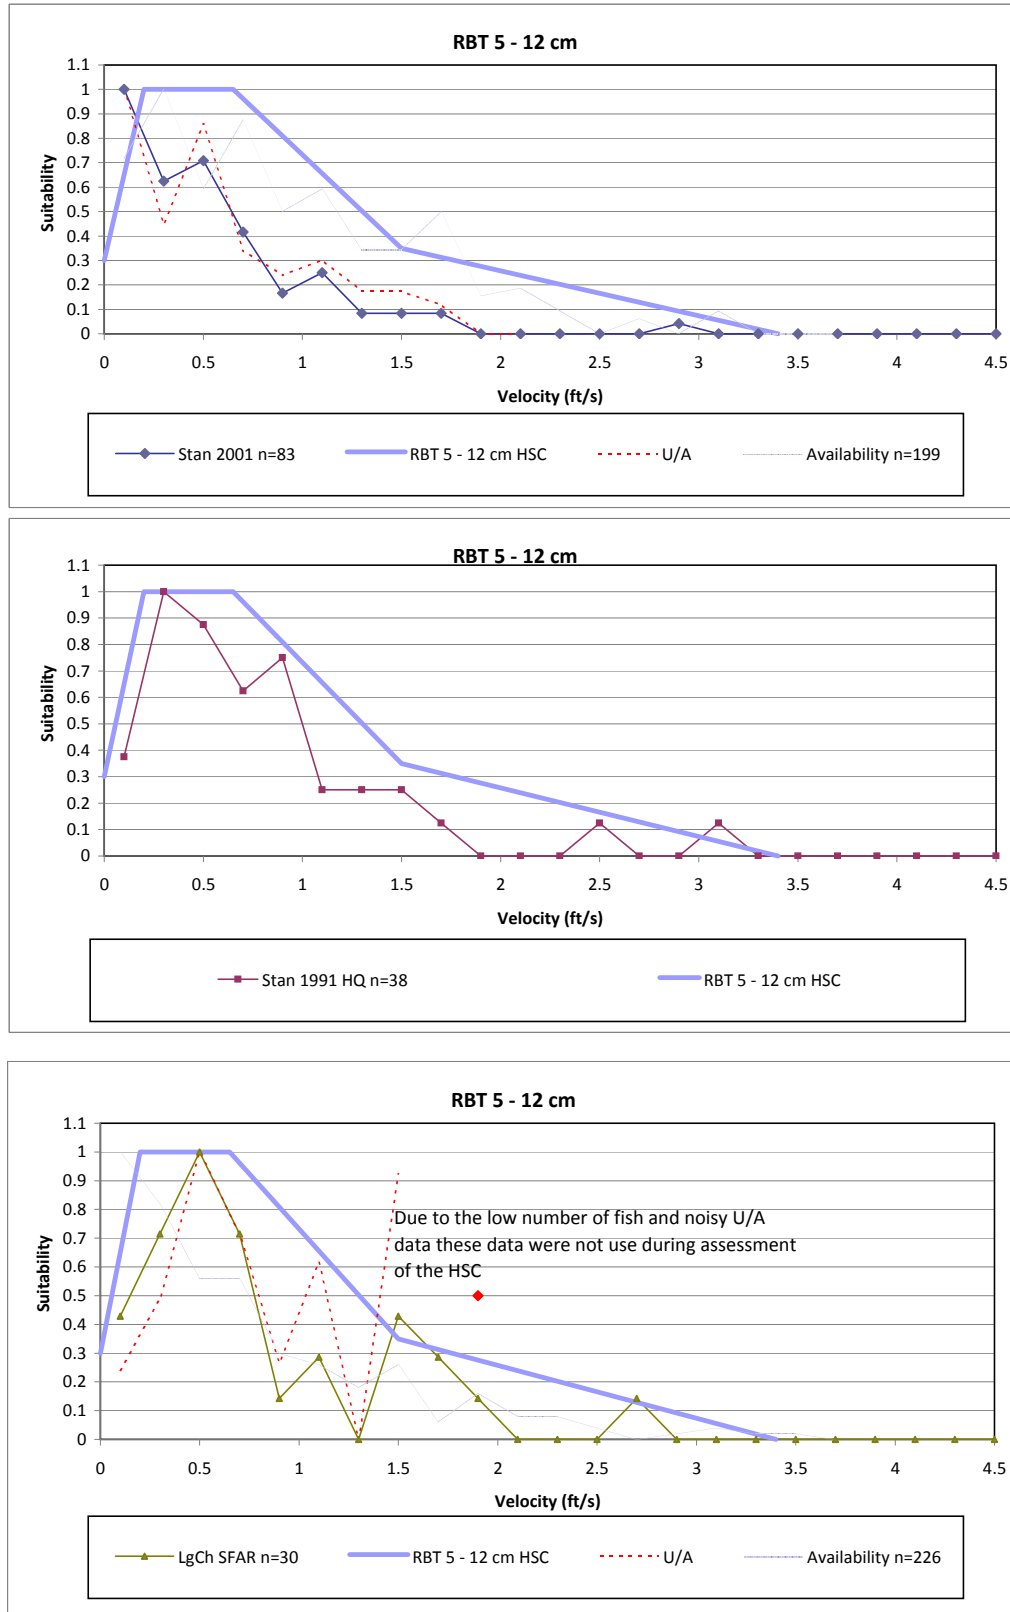 RBT 5 - 12 cm
1.1
1
0.9
0.8
0.7
0.6
0.5
0.4
0.3
0.2
0.1
0
Suitability
0 0.5 1 1.5 2 2.5 3 3.5 4 4.5
Velocity (ft/s)
Stan 2001 n=83 RBT 5 - 12 cm HSC U/A Availability n=199
RBT 5 - 12 cm
1.1
1
0.9
0.8
0.7
0.6
0.5
0.4
0.3
0.2
0.1
0
Suitability
0 0.5 1 1.5 2 2.5 3 3.5 4 4.5
Velocity (ft/s)
Stan 1991 HQ n=38 RBT 5 - 12 cm HSC
RBT 5 - 12 cm
1.1
1
0.9
0.8
0.7
0.6
0.5
0.4
0.3
0.2
0.1
0
Suitability
Due to the low number of fish and noisy U/A
data these data were not use during assessment
of the HSC
0 0.5 1 1.5 2 2.5 3 3.5 4 4.5
Velocity (ft/s)
LgCh SFAR n=30 RBT 5 - 12 cm HSC U/A Availability n=226